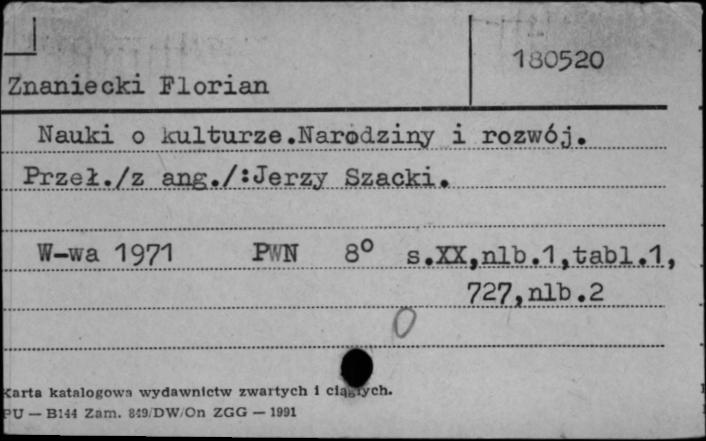 180520
Znaniecki Florian
Nauki o kulturze.Narodziny i rozwój.
Przeł./z ang./:Jerzy Szacki.
W-wa 1971 PWN 8° s.XX,nlb.1,tabl.1,
727,nlb.2
0
Karta katalogowa wydawnictw zwartych i ciągłych.
PU — B144 Zam. 849/DW/On ZGG — 1991